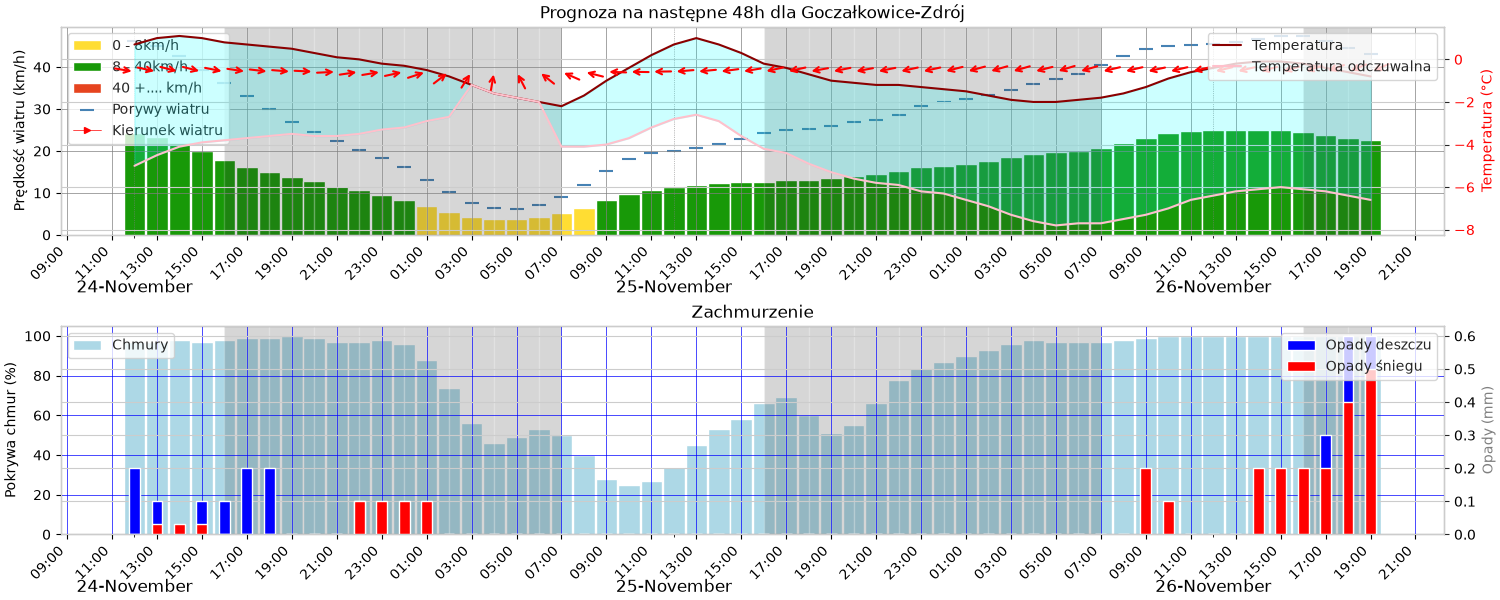 Prognoza na następne 48h dla Goczałkowice-Zdrój
Prędkość wiatru (km/h)
40
30
20
10
0
0 - 8km/h
8 - 40km/h
40 +.... km/h
Porywy wiatru
Kierunek wiatru
Temperatura
Temperatura odczuwalna
0
−2
−4
−6
−8
Temperatura (°C)
09:00 11:00 13:00 15:00 17:00 19:00 21:00 23:00 01:00 03:00 05:00 07:00 09:00 11:00 13:00 15:00 17:00 19:00 21:00 23:00 01:00 03:00 05:00 07:00 09:00 11:00 13:00 15:00 17:00 19:00 21:00
24-November 25-November 26-November
Zachmurzenie
Pokrywa chmur (%)
100
80
60
40
20
0
Chmury
Opady deszczu
Opady śniegu
0.6
0.5
0.4
0.3
0.2
0.1
0.0
Opady (mm)
09:00 11:00 13:00 15:00 17:00 19:00 21:00 23:00 01:00 03:00 05:00 07:00 09:00 11:00 13:00 15:00 17:00 19:00 21:00 23:00 01:00 03:00 05:00 07:00 09:00 11:00 13:00 15:00 17:00 19:00 21:00
24-November 25-November 26-November